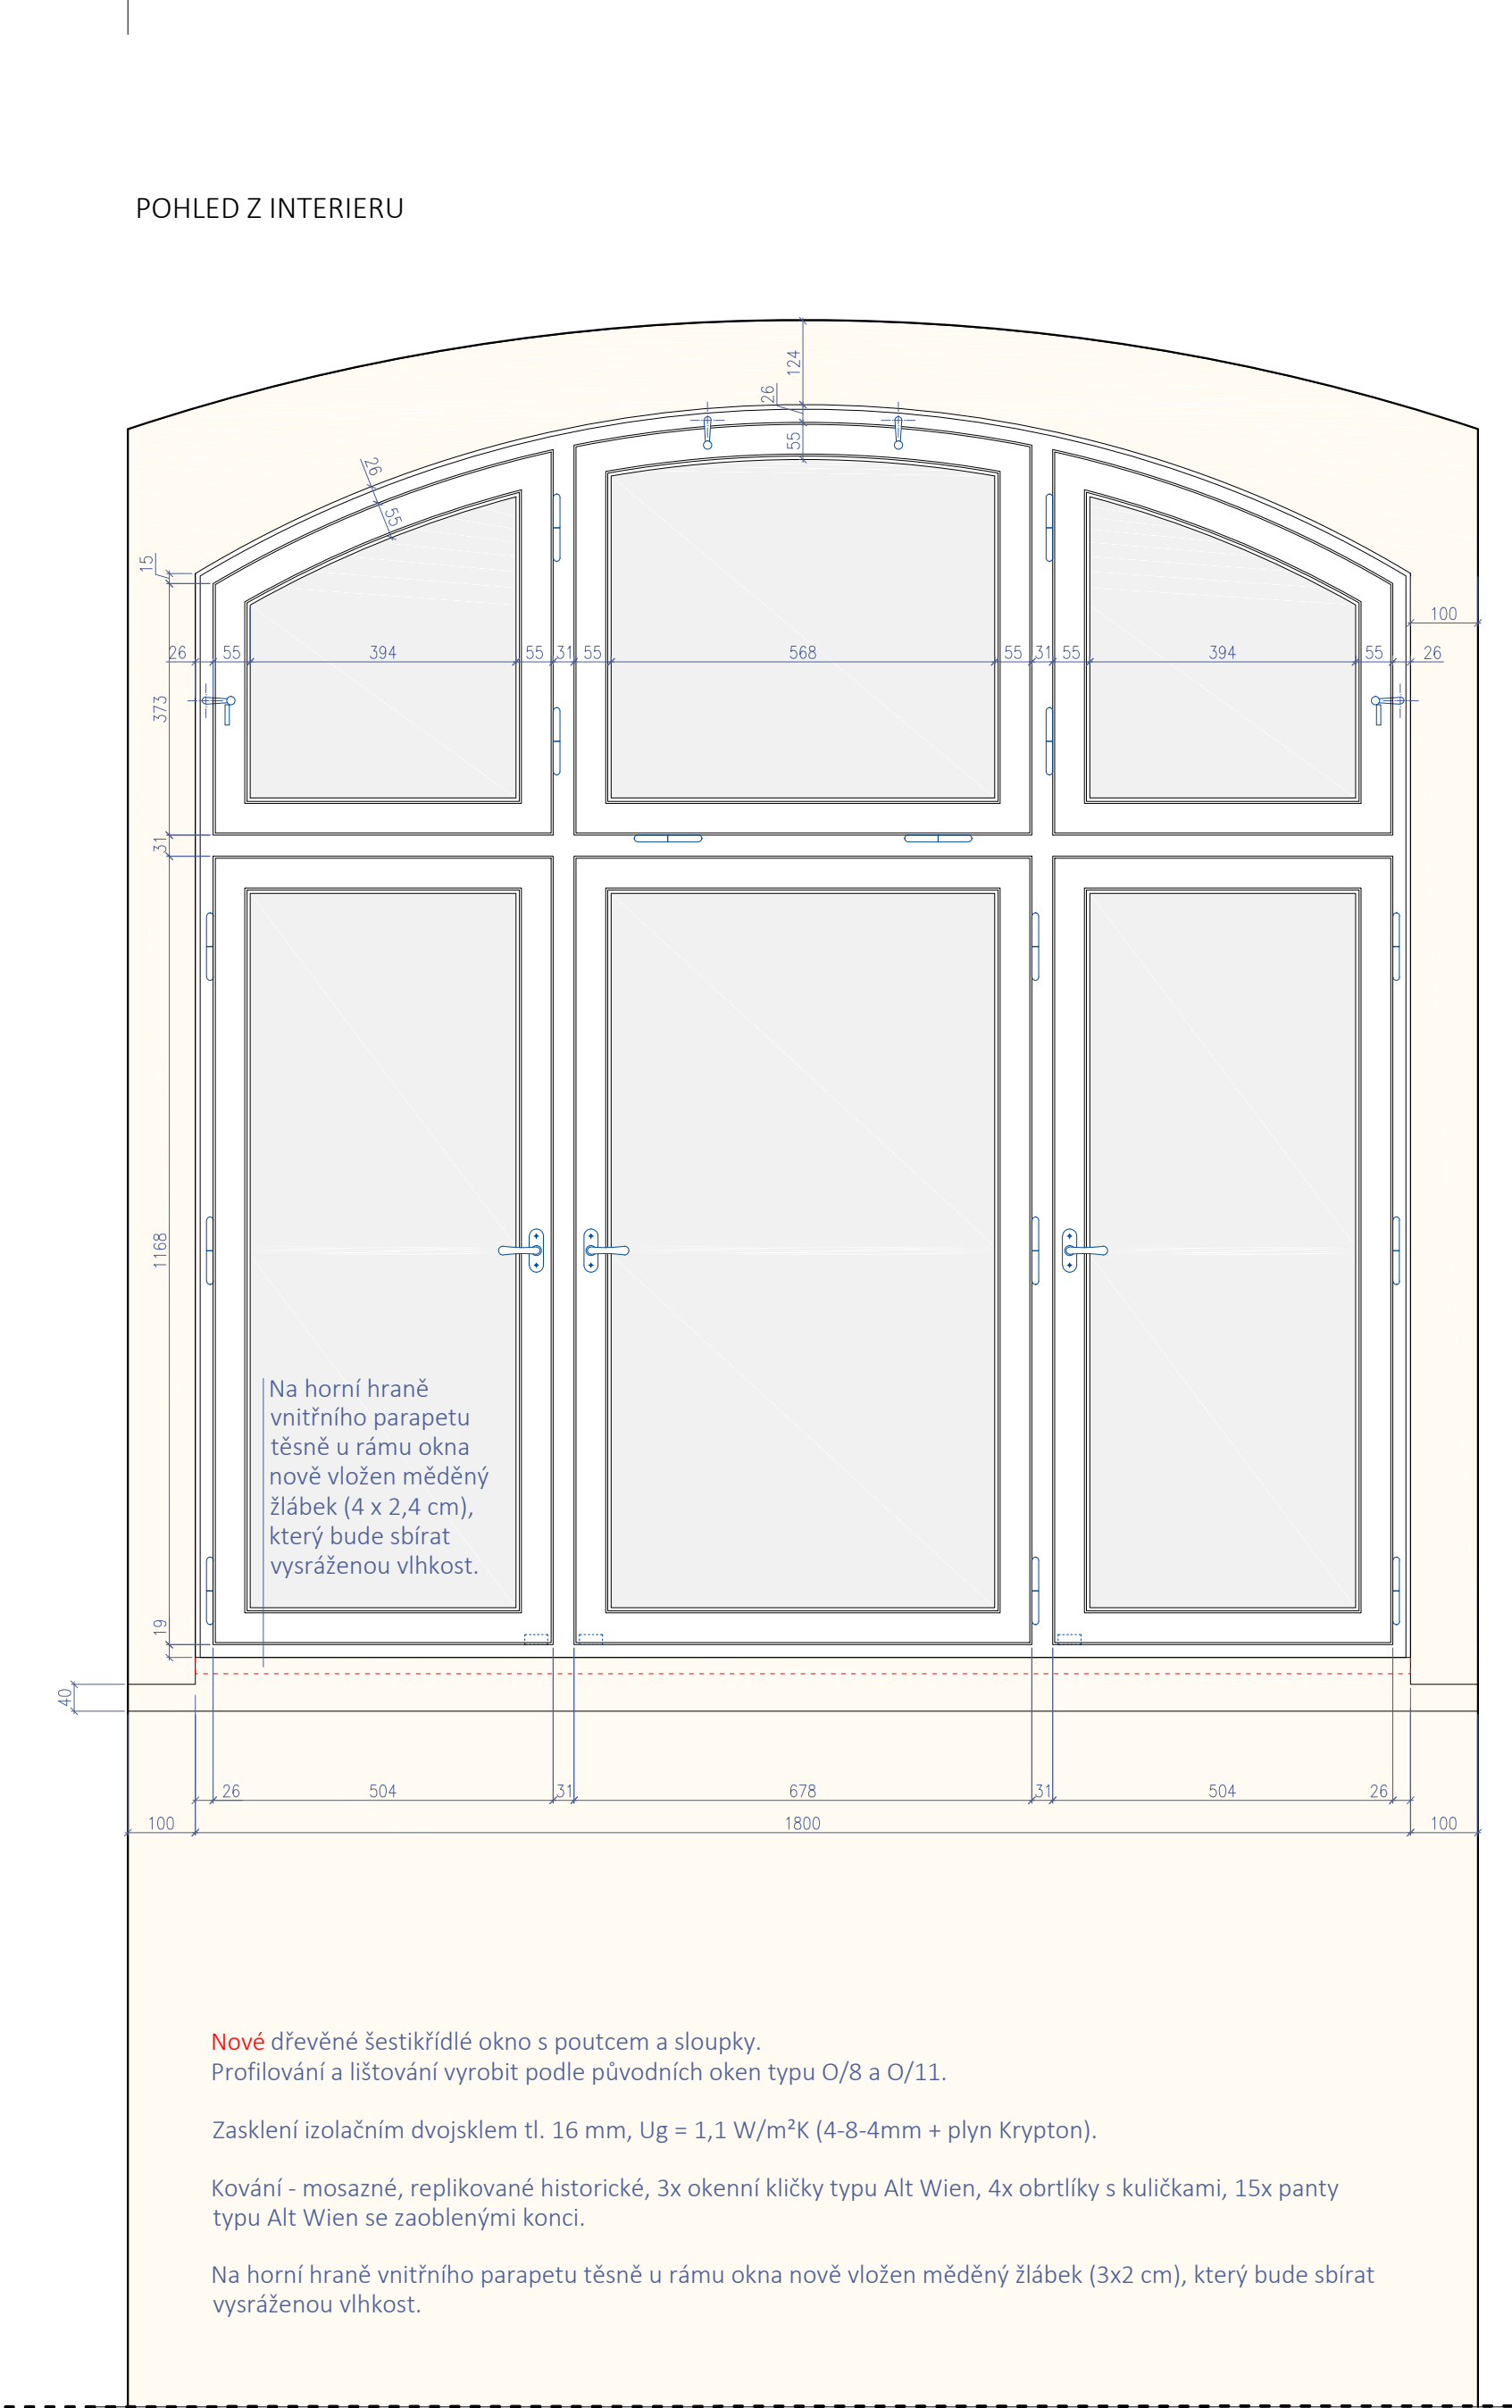 POHLED Z INTERIERU
124
26
55
26
55
15
100
26 55 394 55 31 55 568 55 31 55 394 55 26
373
31
1168
Na horní hraně
vnitřního parapetu
těsně u rámu okna
nově vložen měděný
žlábek (4 x 2,4 cm),
který bude sbírat
vysráženou vlhkost.
19
40
26 504 31 678 31 504 26
100 1800 100
Nové dřevěné šestikřídlé okno s poutcem a sloupky.
Profilování a lištování vyrobit podle původních oken typu O/8 a O/11.
Zasklení izolačním dvojsklem tl. 16 mm, Ug = 1,1 W/m²K (4-8-4mm + plyn Krypton).
Kování - mosazné, replikované historické, 3x okenní kličky typu Alt Wien, 4x obrtlíky s kuličkami, 15x panty
typu Alt Wien se zaoblenými konci.
Na horní hraně vnitřního parapetu těsně u rámu okna nově vložen měděný žlábek (3x2 cm), který bude sbírat
vysráženou vlhkost.